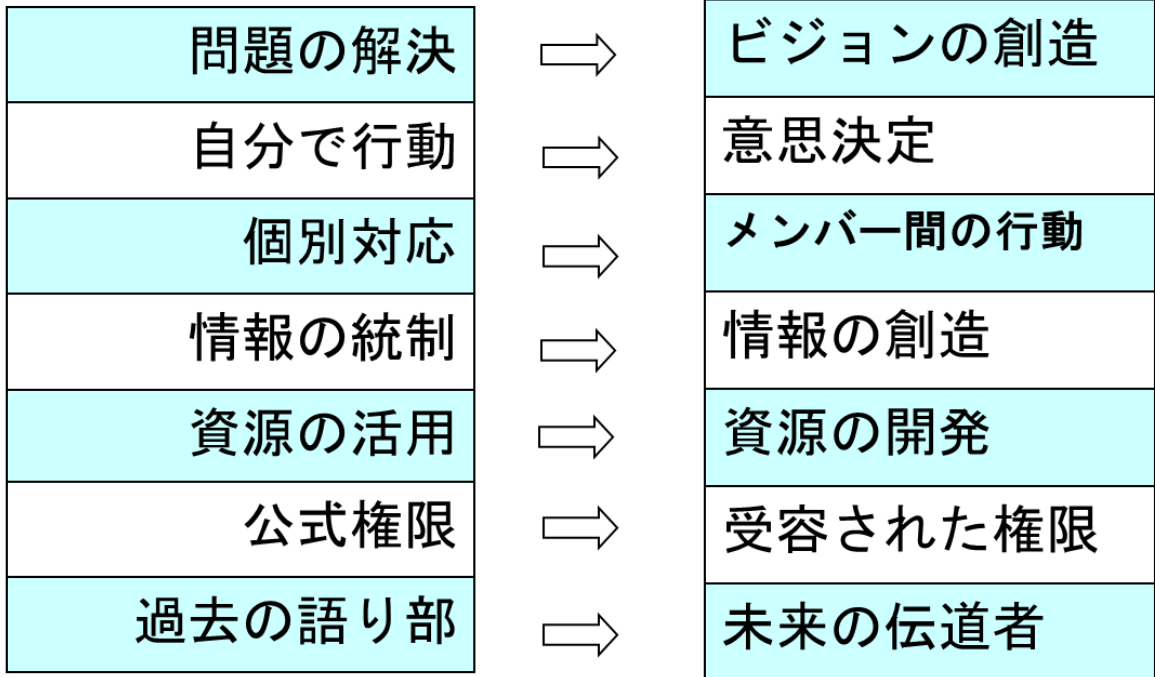 問題の解決 ⇨ ビジョンの創造
自分で行動 ⇨ 意思決定
個別対応 ⇨ メンバー間の行動
情報の統制 ⇨ 情報の創造
資源の活用 ⇨ 資源の開発
公式権限 ⇨ 受容された権限
過去の語り部 ⇨ 未来の伝道者